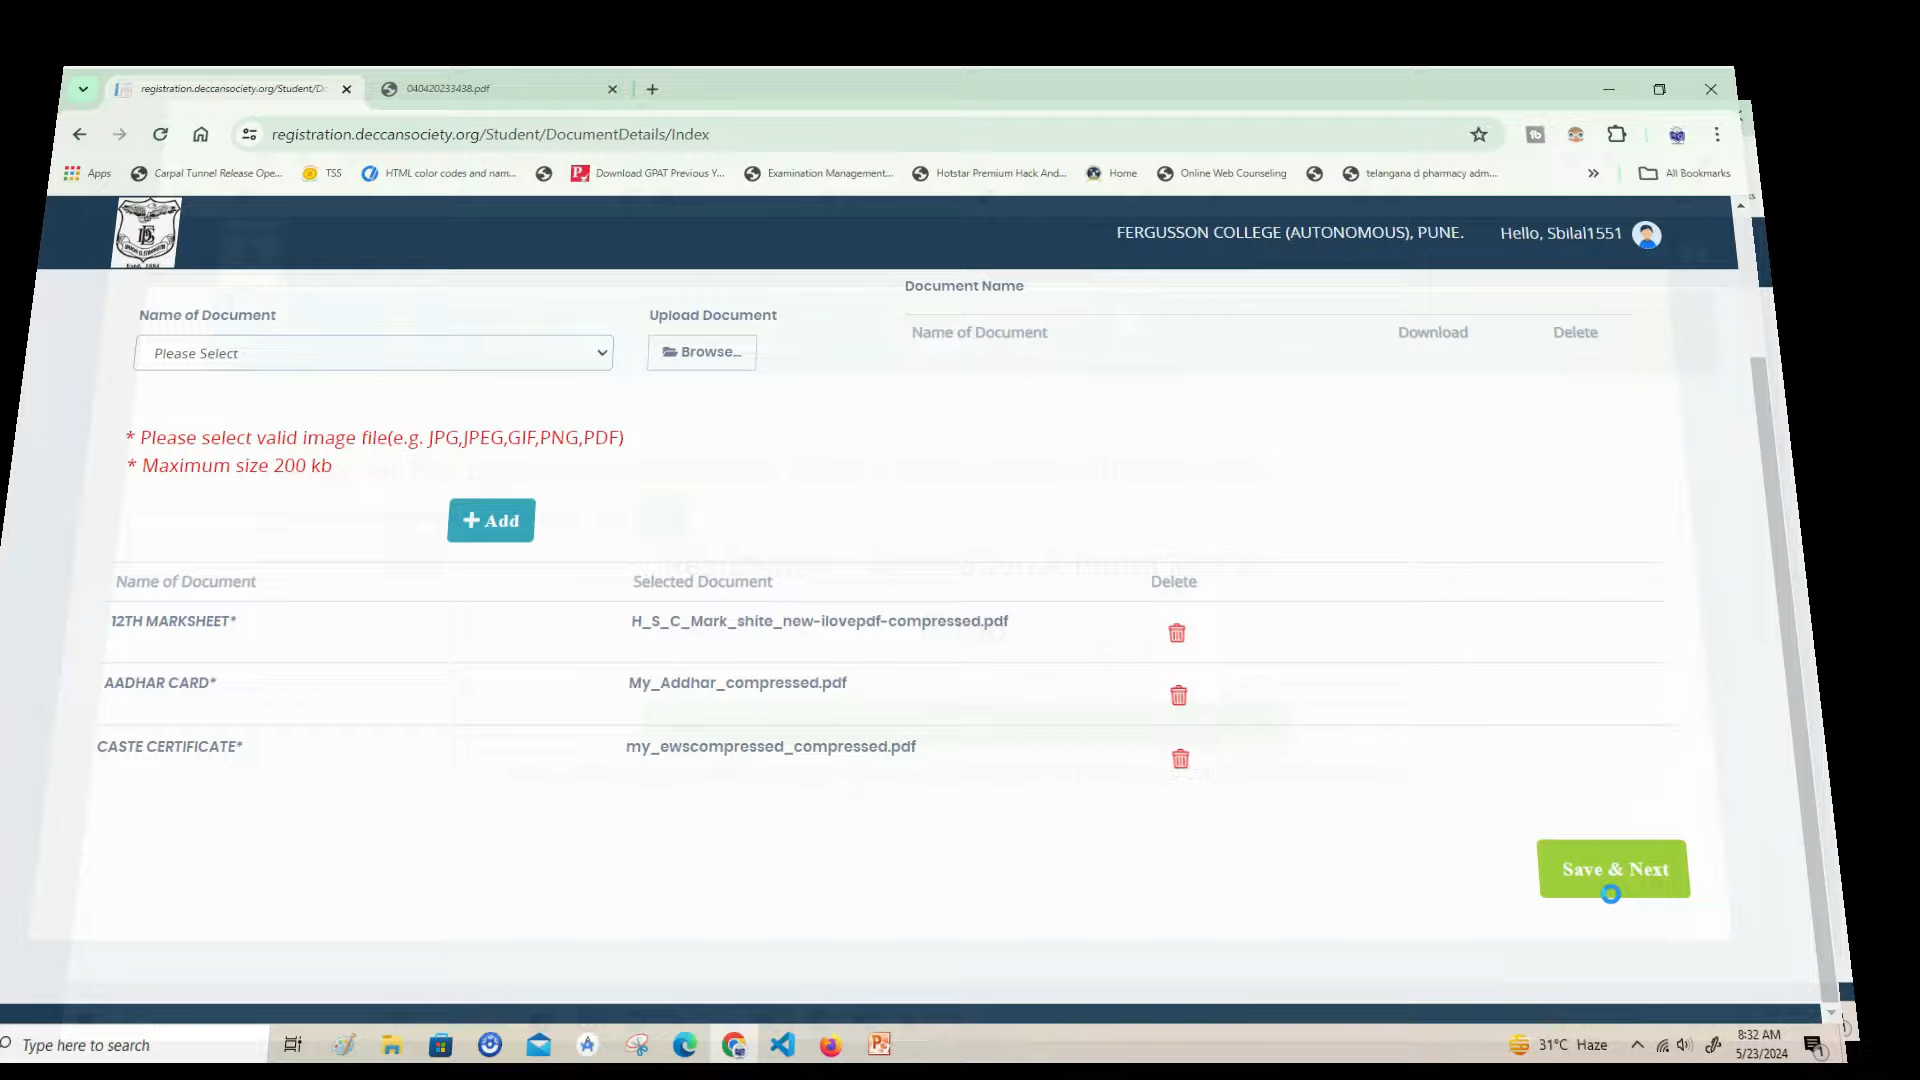 registration.deccansociety.org/Student/Dc
040420233438.pdf
registration.deccansociety.org/Student/DocumentDetails/Index
Apps
Carpal Tunnel Release Ope...
TSS
HTML color codes and nam...
Download GPAT Previous Y...
Examination Management...
Hotstar Premium Hack And...
Home
Online Web Counseling
telangana d pharmacy adm...
All Bookmarks
FERGUSSON COLLEGE (AUTONOMOUS), PUNE.
Hello, Sbilal1551
Document Name
Name of Document
Upload Document
Name of Document
Download
Delete
Please Select
Browse...
* Please select valid image file(e.g. JPG,JPEG,GIF,PNG,PDF)
* Maximum size 200 kb
+ Add
Name of Document
Selected Document
Delete
12TH MARKSHEET*
H_S_C_Mark_shite_new-ilovepdf-compressed.pdf
AADHAR CARD*
My_Addhar_compressed.pdf
CASTE CERTIFICATE*
my_ewscompressed_compressed.pdf
Save & Next
Type here to search
31°C Haze
8:32 AM
5/23/2024
1